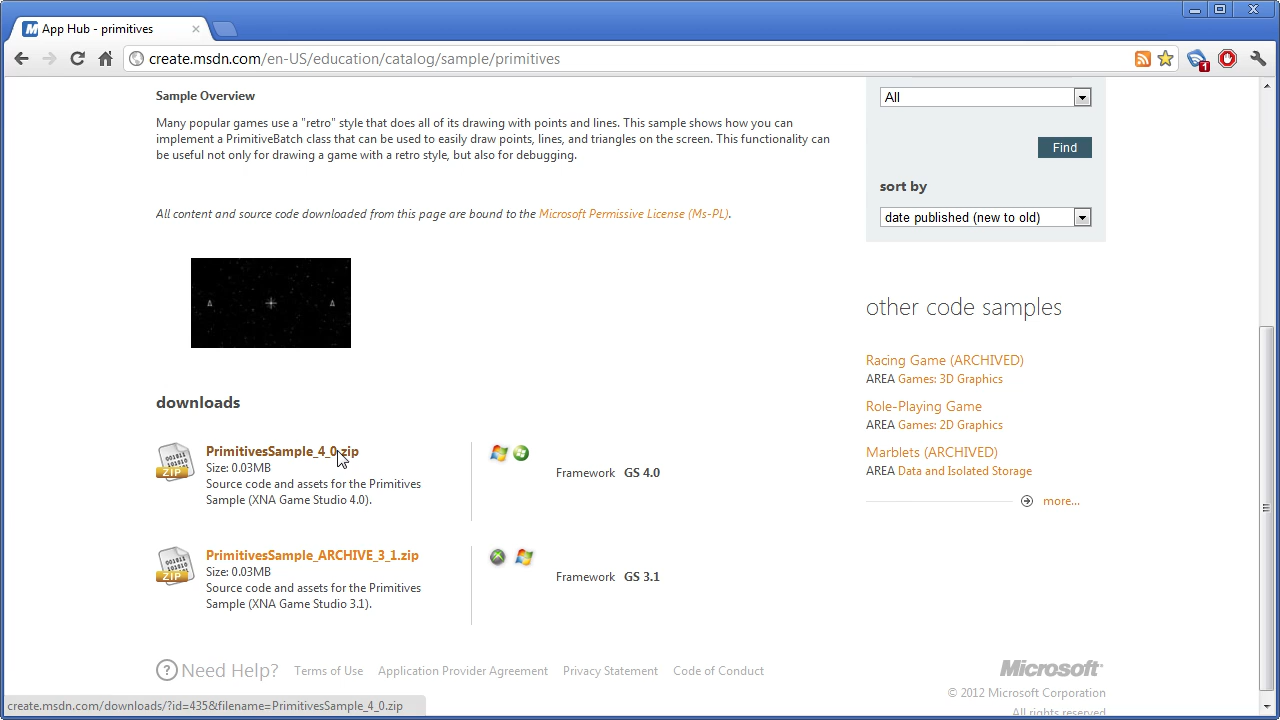 App Hub - primitives
create.msdn.com/en-US/education/catalog/sample/primitives
1
Sample Overview
Many popular games use a "retro" style that does all of its drawing with points and lines. This sample shows how you can
implement a PrimitiveBatch class that can be used to easily draw points, lines, and triangles on the screen. This functionality can
be useful not only for drawing a game with a retro style, but also for debugging.
All content and source code downloaded from this page are bound to the Microsoft Permissive License (Ms-PL).
downloads
PrimitivesSample_4_0.zip
Size: 0.03MB
Source code and assets for the Primitives
Sample (XNA Game Studio 4.0).
ZIP
Framework GS 4.0
PrimitivesSample_ARCHIVE_3_1.zip
Size: 0.03MB
Source code and assets for the Primitives
Sample (XNA Game Studio 3.1).
ZIP
Framework GS 3.1
All
Find
sort by
date published (new to old)
other code samples
Racing Game (ARCHIVED)
AREA Games: 3D Graphics
Role-Playing Game
AREA Games: 2D Graphics
Marblets (ARCHIVED)
AREA Data and Isolated Storage
more...
Need Help? Terms of Use Application Provider Agreement Privacy Statement Code of Conduct
Microsoft
© 2012 Microsoft Corporation
All rights reserved
create.msdn.com/downloads/?id=435&filename=PrimitivesSample_4_0.zip